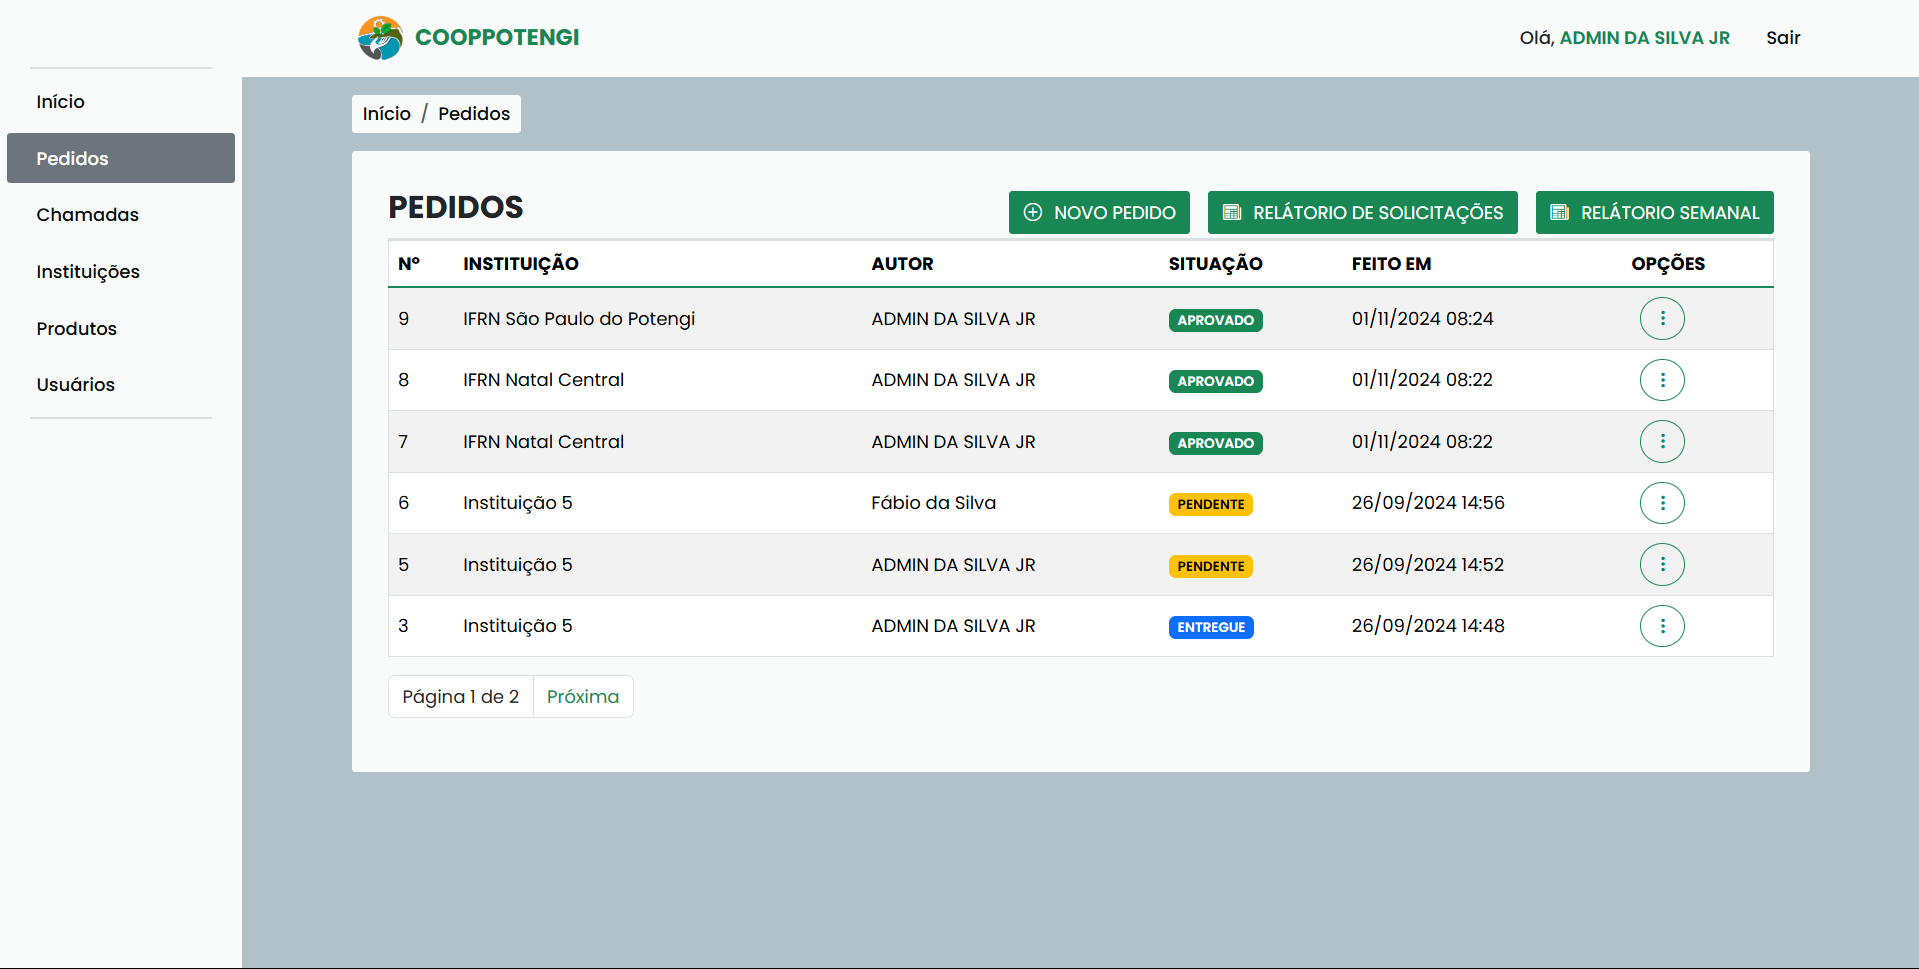 COOPPOTENGI
Olá, ADMIN DA SILVA JR Sair
Início
Pedidos
Chamadas
Instituições
Produtos
Usuários
Início / Pedidos
PEDIDOS
NOVO PEDIDO
RELÁTORIO DE SOLICITAÇÕES
RELÁTORIO SEMANAL
Nº INSTITUIÇÃO AUTOR SITUAÇÃO FEITO EM OPÇÕES
9 IFRN São Paulo do Potengi ADMIN DA SILVA JR APROVADO 01/11/2024 08:24
8 IFRN Natal Central ADMIN DA SILVA JR APROVADO 01/11/2024 08:22
7 IFRN Natal Central ADMIN DA SILVA JR APROVADO 01/11/2024 08:22
6 Instituição 5 Fábio da Silva PENDENTE 26/09/2024 14:56
5 Instituição 5 ADMIN DA SILVA JR PENDENTE 26/09/2024 14:52
3 Instituição 5 ADMIN DA SILVA JR ENTREGUE 26/09/2024 14:48
Página 1 de 2 Próxima